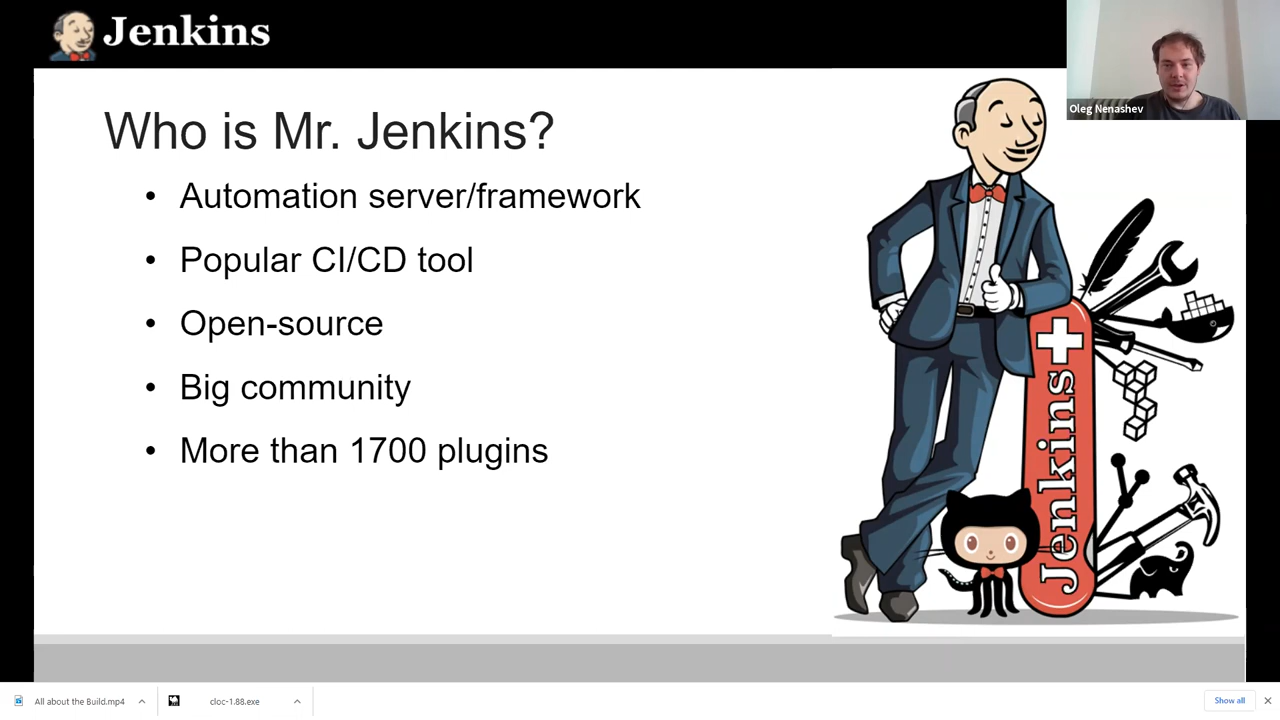 Jenkins
Oleg Nenashev
Who is Mr. Jenkins?
• Automation server/framework
• Popular CI/CD tool
• Open-source
• Big community
• More than 1700 plugins
Jenkins
All about the Build.mp4
cloc-1.88.exe
Show all